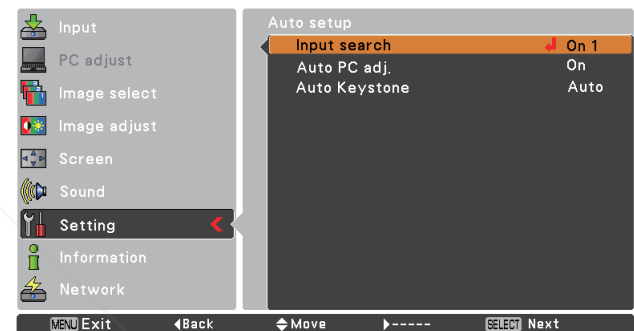 Input
PC adjust
Image select
Image adjust
Screen
Sound
Setting
Information
Network
Auto setup
Input search On 1
Auto PC adj. On
Auto Keystone Auto
MENU Exit Back Move ----- SELECT Next